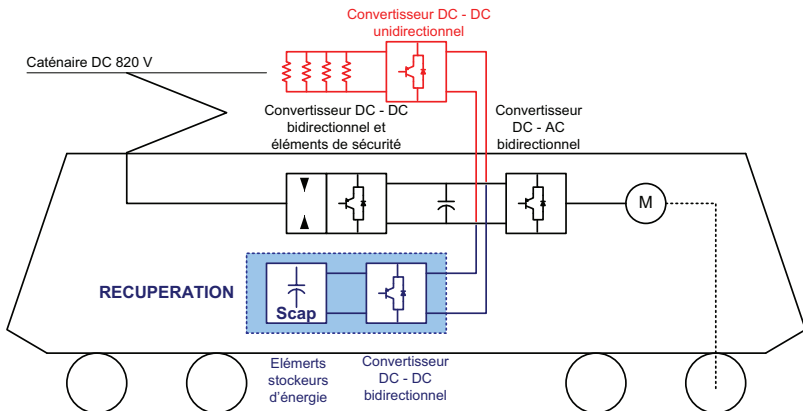 Convertisseur DC - DC
unidirectionnel
Caténaire DC 820 V
Convertisseur DC - DC
bidirectionnel et
éléments de sécurité
Convertisseur
DC - AC
bidirectionnel
M
RECUPERATION
Scap
Elémerts
stockeurs
d'énergie
Convertisseur
DC - DC
bidirectionnel